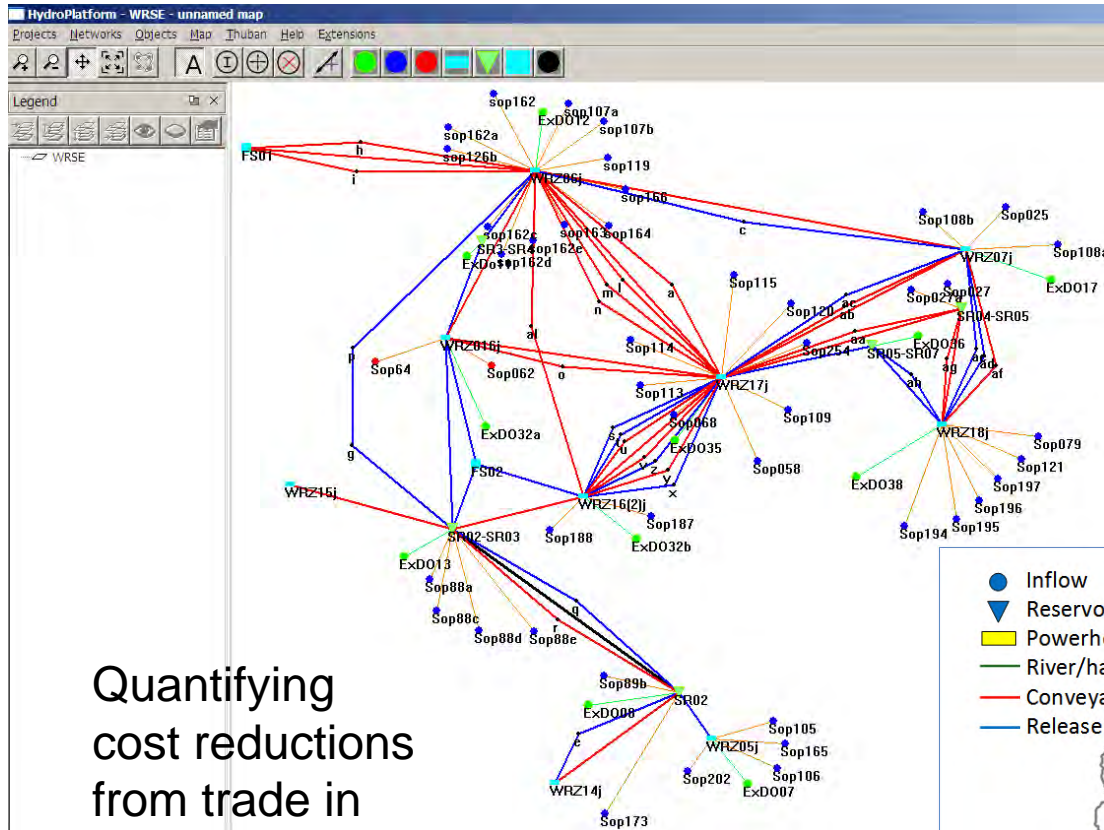 HydroPlatform - WRSE - unnamed map
Projects Networks Objects Map Thuban Help Extensions
A
Legend
WRSE
sop162
sop107a
ExDO12
sop107b
sop162a
sop126b
sop119
FS01
h
i
WRZ06j
sop166
c
sop162c
sop163
sop164
SR3-SR4
sop162e
sop162d
Sop108b
Sop025
Sop108a
WRZ07j
ExDO17
Sop115
Sop027
Sop027a
SR04-SR05
m
l
a
n
ac
ab
Sop120
p
al
WRZ016j
Sop114
aa
Sop254
ExDO36
SR05-SR07
Sop64
Sop062
o
WRZ17j
ah
ag
ae
ad
af
Sop113
Sop109
Sop068
ExDO32a
s
t
u
ExDO35
WRZ18j
Sop079
g
FS02
v
z
y
x
Sop058
Sop121
ExDO38
Sop197
WRZ15j
WRZ16[2]j
Sop196
Sop187
Sop188
Sop194
Sop195
SR02-SR03
ExDO32b
ExDO13
Sop88a
Sop88c
Sop88d
Sop88e
q
r
Inflow
Reservo
Powerho
River/ha
Conveya
Release
Quantifying
cost reductions
from trade in
Sop89b
SR02
ExDO08
e
Sop105
WRZ05j
Sop165
Sop202
Sop106
ExDO07
WRZ14j
Sop173